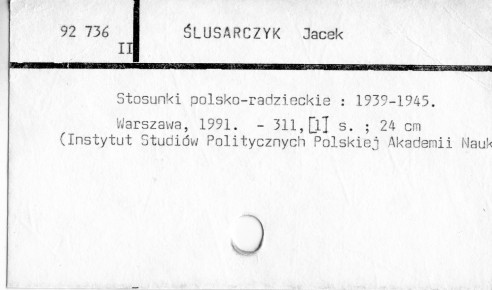 92 736 ŚLUSARCZYK Jacek
II
Stosunki polsko-radzieckie : 1939-1945.
Warszawa, 1991. - 311,[1] s. ; 24 cm
(Instytut Studiów Politycznych Polskiej Akademii Nauk